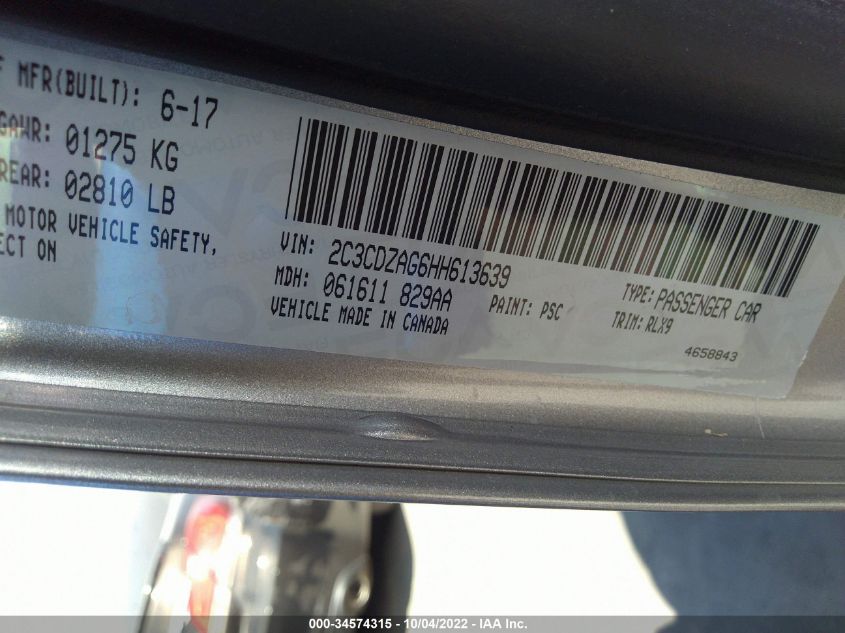 F MFR(BUILT): 6-17
GAWR: 01275 KG
REAR: 02810 LB
MOTOR VEHICLE SAFETY,
ECT ON
VIN: 2C3CDZAG6HH613639
MDH: 061611 829AA
VEHICLE MADE IN CANADA
PAINT: PSC
TYPE: PASSENGER CAR
TRIM: RLX9
4658843
000-34574315 - 10/04/2022 - IAA Inc.